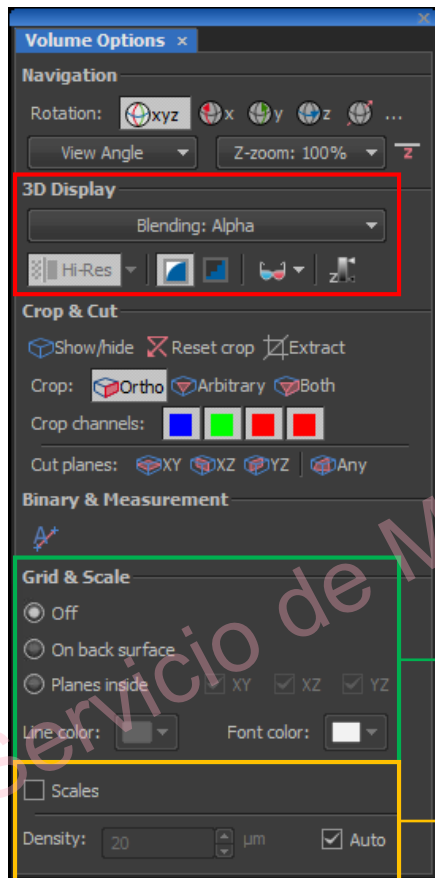 Volume Options ×
Navigation
Rotation: xyz x y z ...
View Angle Z-zoom: 100% z
3D Display
Blending: Alpha
Hi-Res z
Crop & Cut
Show/hide Reset crop Extract
Crop: Ortho Arbitrary Both
Crop channels:
Cut planes: XY XZ YZ Any
Binary & Measurement
Grid & Scale
Off
On back surface
Planes inside XY XZ YZ
Line color: Font color:
Scales
Density: 20 µm Auto
Servicio de M